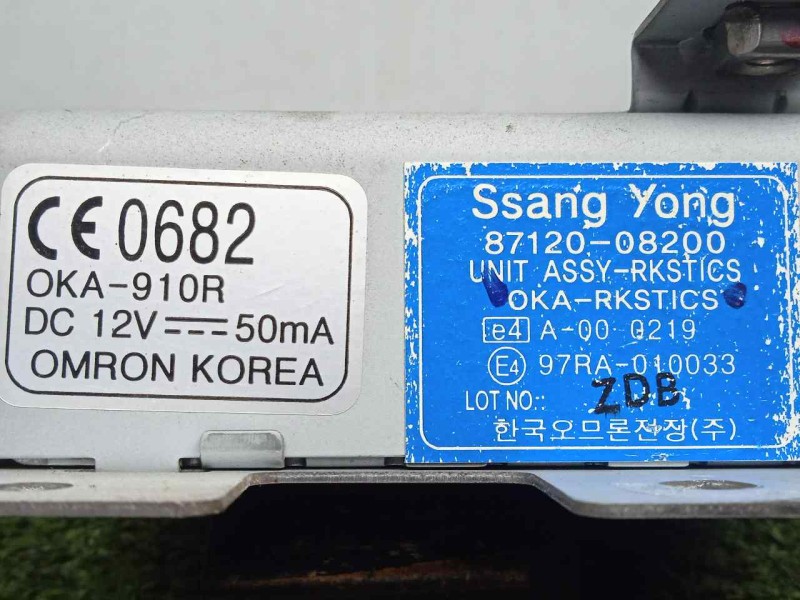 CE 0682
OKA-910R
DC 12V 50mA
OMRON KOREA
Ssang Yong
87120-08200
UNIT ASSY-RKSTICS
OKA-RKSTICS
e4 A-00 0219
E4 97RA-010033
LOT NO: ZDB
한국오므론전장(주)